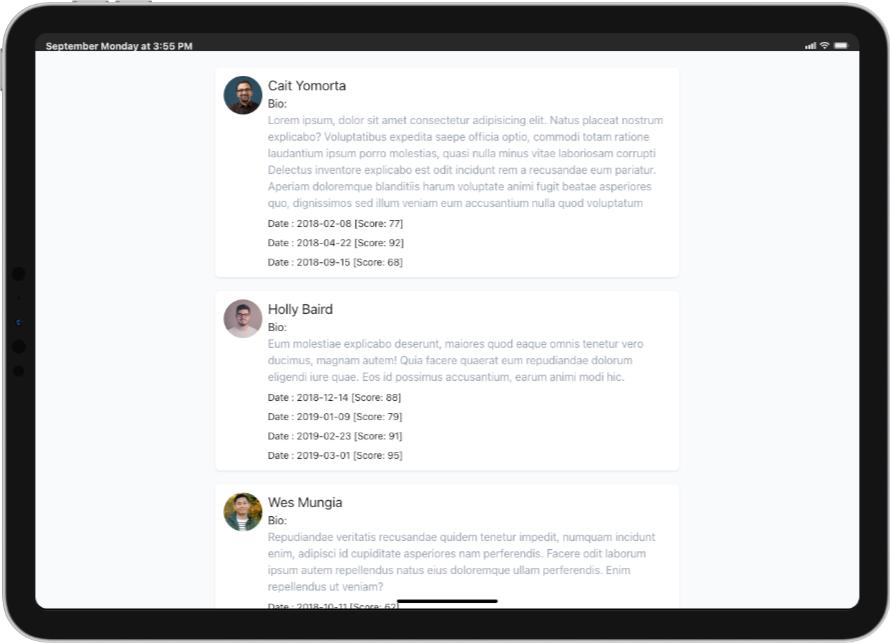 September Monday at 3:55 PM
Cait Yomorta
Bio:
Lorem ipsum, dolor sit amet consectetur adipisicing elit. Natus placeat nostrum
explicabo? Voluptatibus expedita saepe officia optio, commodi totam ratione
laudantium ipsum porro molestias, quasi nulla minus vitae laboriosam corrupti
Delectus inventore explicabo est odit incidunt rem a recusandae eum pariatur.
Aperiam doloremque blanditiis harum voluptate animi fugit beatae asperiores
quo, dignissimos sed illum veniam eum accusantium nulla quod voluptatum
Date : 2018-02-08 [Score: 77]
Date : 2018-04-22 [Score: 92]
Date : 2018-09-15 [Score: 68]
Holly Baird
Bio:
Eum molestiae explicabo deserunt, maiores quod eaque omnis tenetur vero
ducimus, magnam autem! Quia facere quaerat eum repudiandae dolorum
eligendi iure quae. Eos id possimus accusantium, earum animi modi hic.
Date : 2018-12-14 [Score: 88]
Date : 2019-01-09 [Score: 79]
Date : 2019-02-23 [Score: 91]
Date : 2019-03-01 [Score: 95]
Wes Mungia
Bio:
Repudiandae veritatis recusandae quidem tenetur impedit, numquam incidunt
enim, adipisci id cupiditate asperiores nam perferendis. Facere odit laborum
ipsum autem repellendus natus eius doloremque ullam perferendis. Enim
repellendus ut veniam?
Date : 2018-10-11 [Score: 62]